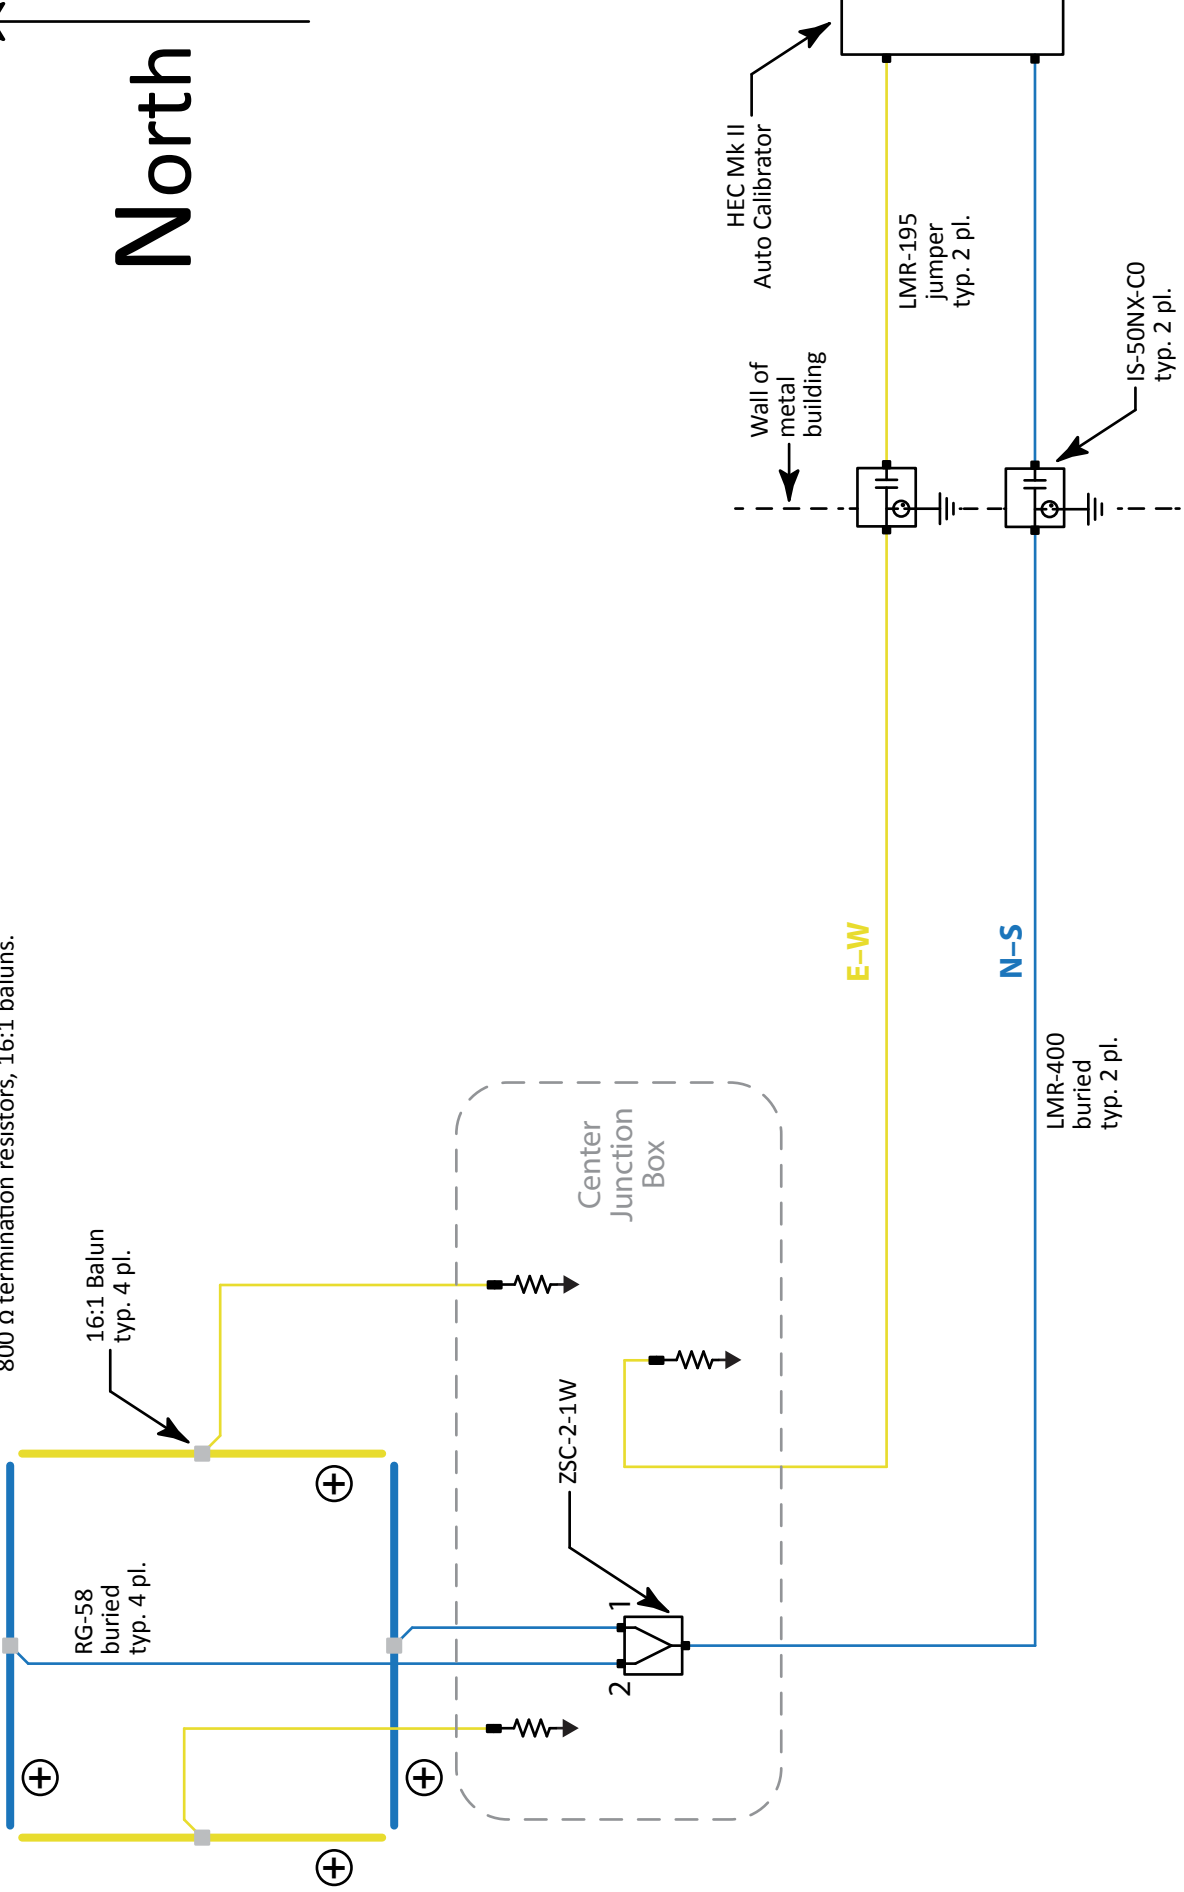 800 Ω termination resistors, 16:1 baluns.
North
16:1 Balun
typ. 4 pl.
RG-58
buried
typ. 4 pl.
Center
Junction
Box
ZSC-2-1W
1
2
HEC Mk II
Auto Calibrator
Wall of
metal
building
LMR-195
jumper
typ. 2 pl.
IS-50NX-C0
typ. 2 pl.
E–W
N–S
LMR-400
buried
typ. 2 pl.